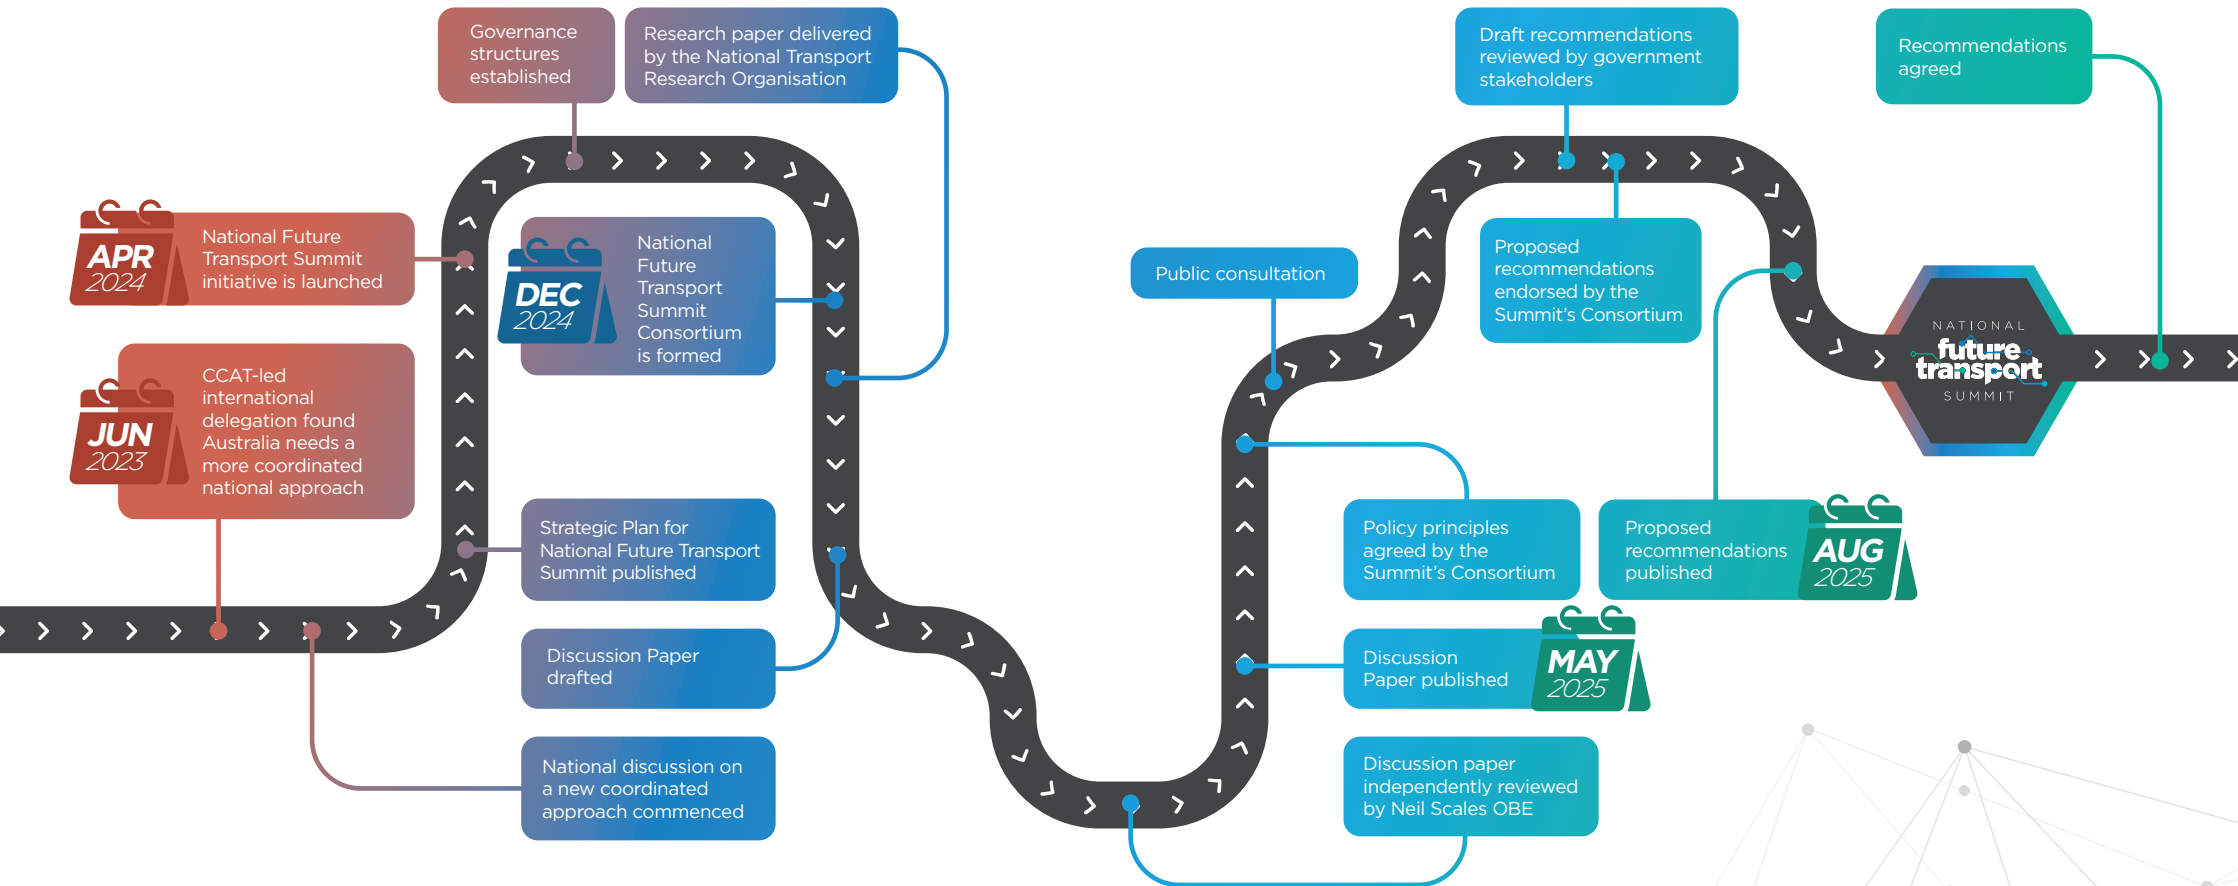 Governance
structures
established
Research paper delivered
by the National Transport
Research Organisation
Draft recommendations
reviewed by government
stakeholders
Recommendations
agreed
APR
2024
National Future
Transport Summit
initiative is launched
DEC
2024
National
Future
Transport
Summit
Consortium
is formed
Public consultation
Proposed
recommendations
endorsed by the
Summit's Consortium
NATIONAL
future
transport
SUMMIT
JUN
2023
CCAT-led
international
delegation found
Australia needs a
more coordinated
national approach
Strategic Plan for
National Future Transport
Summit published
Policy principles
agreed by the
Summit's Consortium
Proposed
recommendations
published
AUG
2025
Discussion Paper
drafted
Discussion
Paper published
MAY
2025
National discussion on
a new coordinated
approach commenced
Discussion paper
independently reviewed
by Neil Scales OBE